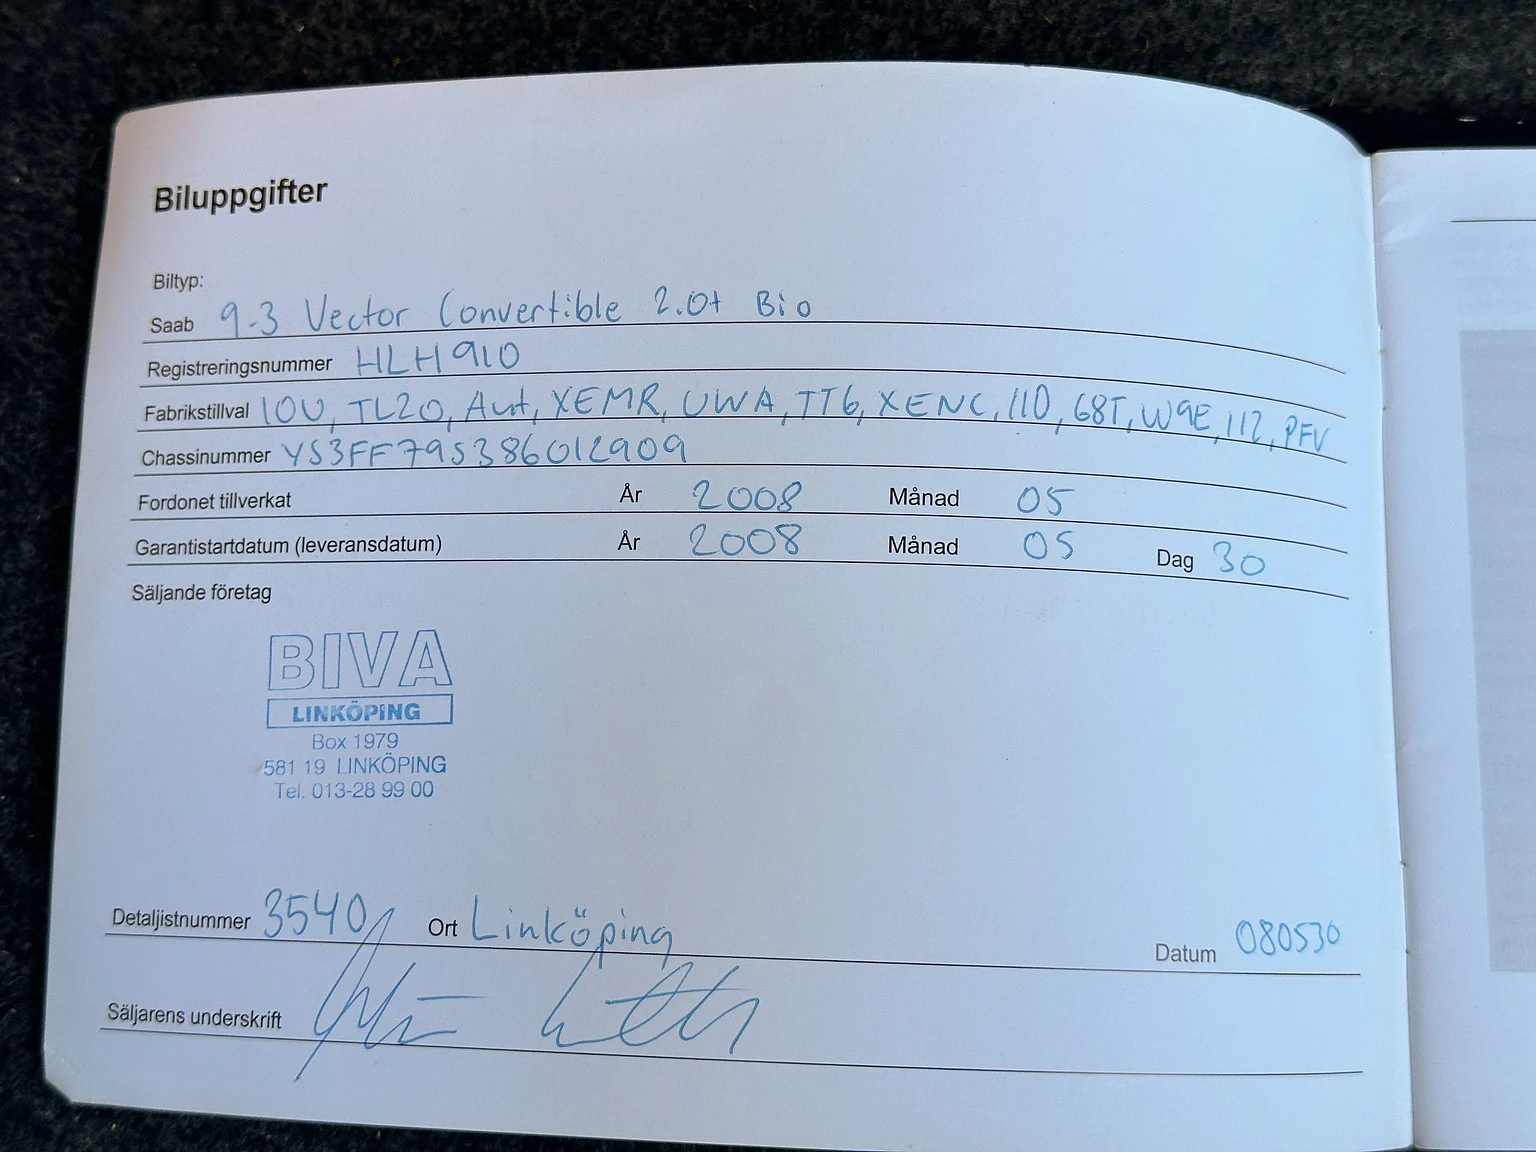 Biluppgifter
Biltyp:
Saab 9-3 Vector Convertible 2.0t Bio
Registreringsnummer HLH910
Fabrikstillval 10U, TL20, Aut, XEMR, UWA, TT6, XENC, 110, 68T, W9E, 112, PFV
Chassinummer YS3FF79S386012909
Fordonet tillverkat År 2008 Månad 05
Garantistartdatum (leveransdatum) År 2008 Månad 05 Dag 30
Säljande företag
BIVA
LINKÖPING
Box 1979
581 19 LINKÖPING
Tel. 013-28 99 00
Detaljistnummer 3540 Ort Linköping Datum 080530
Säljarens underskrift